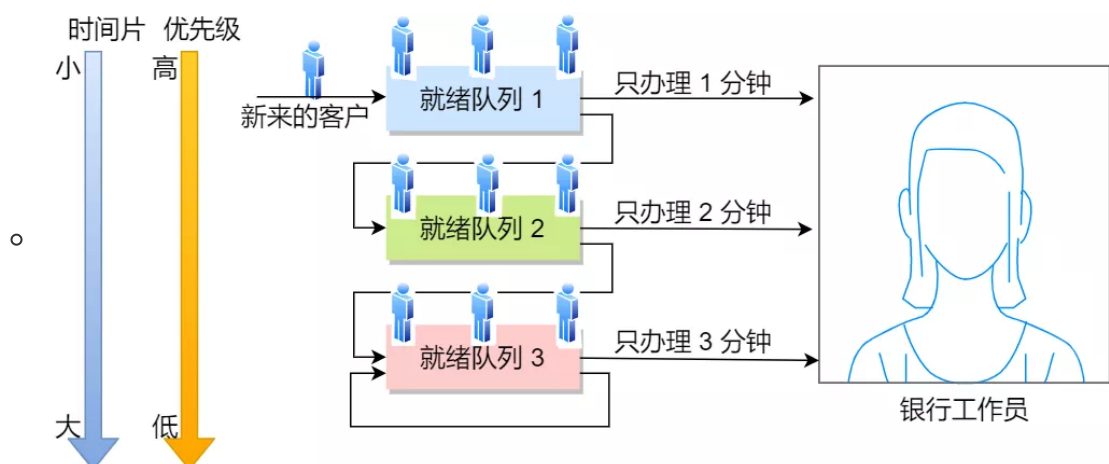 时间片 优先级
小 高
新来的客户
就绪队列 1
只办理 1 分钟
就绪队列 2
只办理 2 分钟
就绪队列 3
只办理 3 分钟
大 低
银行工作员